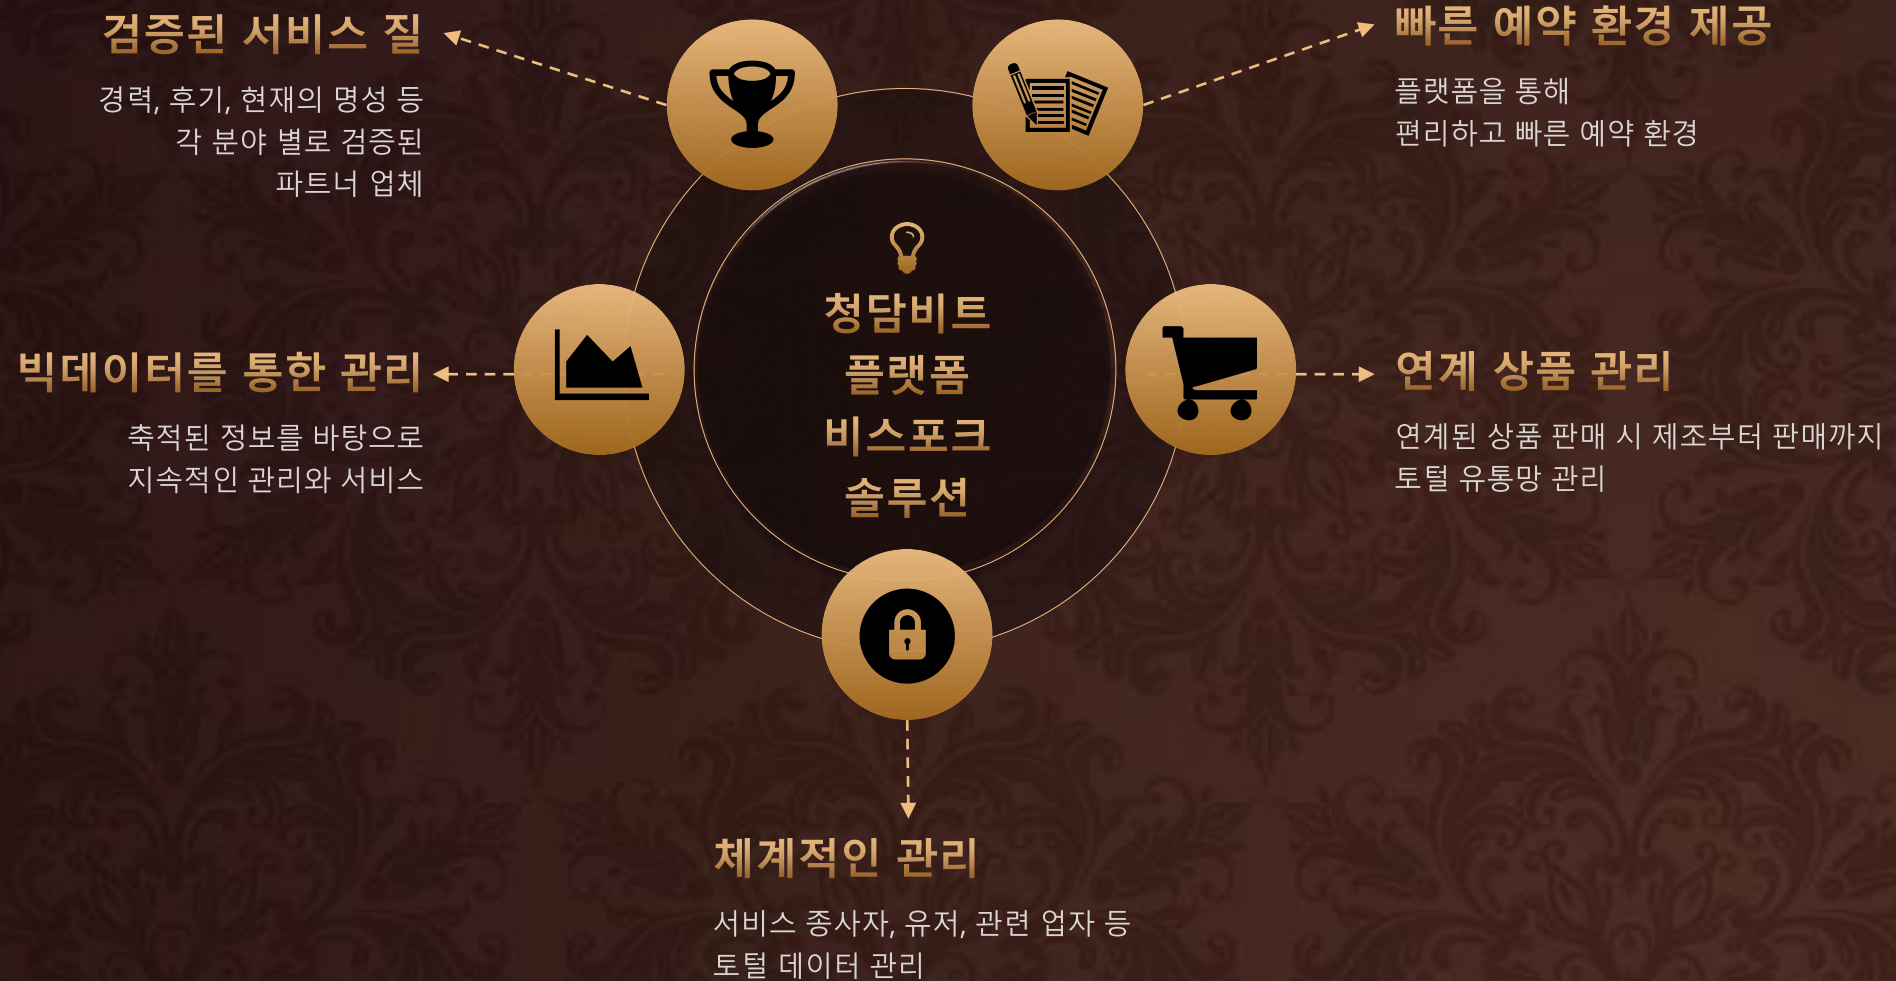 검증된 서비스 질
경력, 후기, 현재의 명성 등
각 분야 별로 검증된
파트너 업체
빠른 예약 환경 제공
플랫폼을 통해
편리하고 빠른 예약 환경
청담비트
플랫폼
비스포크
솔루션
빅데이터를 통한 관리
축적된 정보를 바탕으로
지속적인 관리와 서비스
연계 상품 관리
연계된 상품 판매 시 제조부터 판매까지
토털 유통망 관리
체계적인 관리
서비스 종사자, 유저, 관련 업자 등
토털 데이터 관리